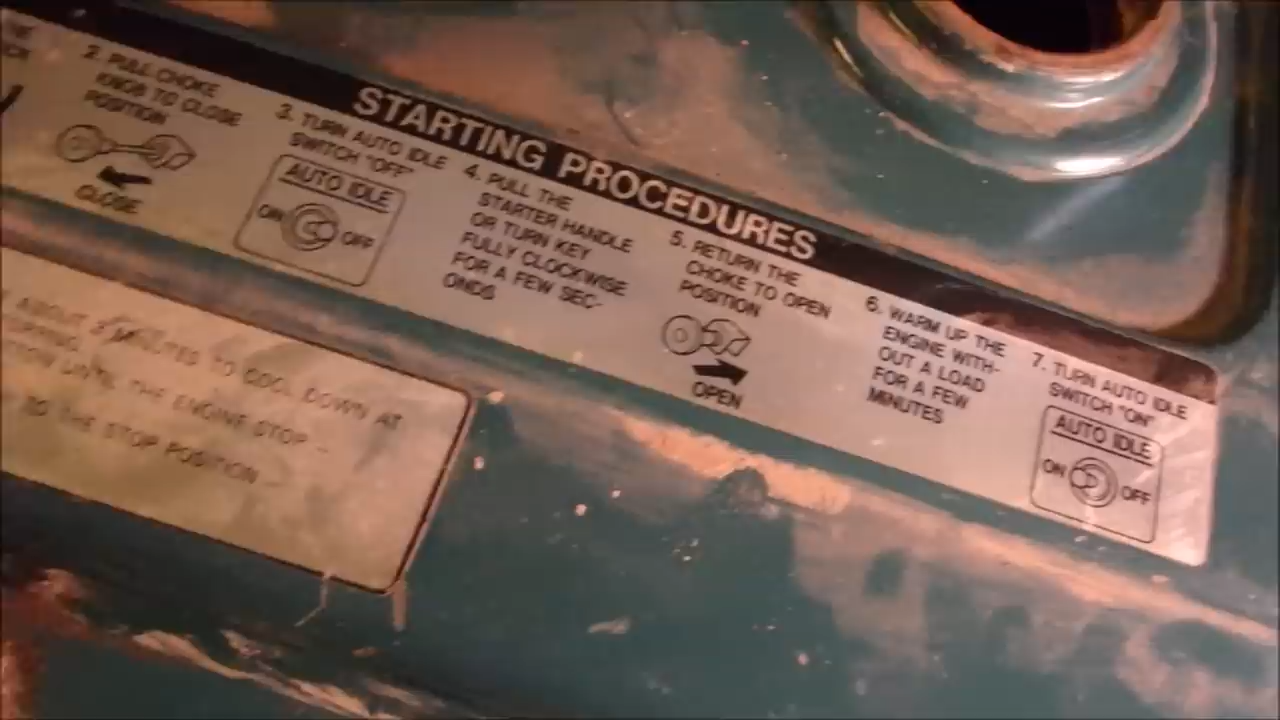 STARTING PROCEDURES
2. PULL CHOKE
KNOB TO CLOSE
POSITION
CLOSE
3. TURN AUTO IDLE
SWITCH "OFF"
AUTO IDLE
ON OFF
4. PULL THE
STARTER HANDLE
OR TURN KEY
FULLY CLOCKWISE
FOR A FEW SEC-
ONDS
5. RETURN THE
CHOKE TO OPEN
POSITION
OPEN
6. WARM UP THE
ENGINE WITH-
OUT A LOAD
FOR A FEW
MINUTES
7. TURN AUTO IDLE
SWITCH "ON"
AUTO IDLE
ON OFF
ABOUT TO COOL DOWN AT
UNTIL THE ENGINE STOP
TO THE STOP POSITION